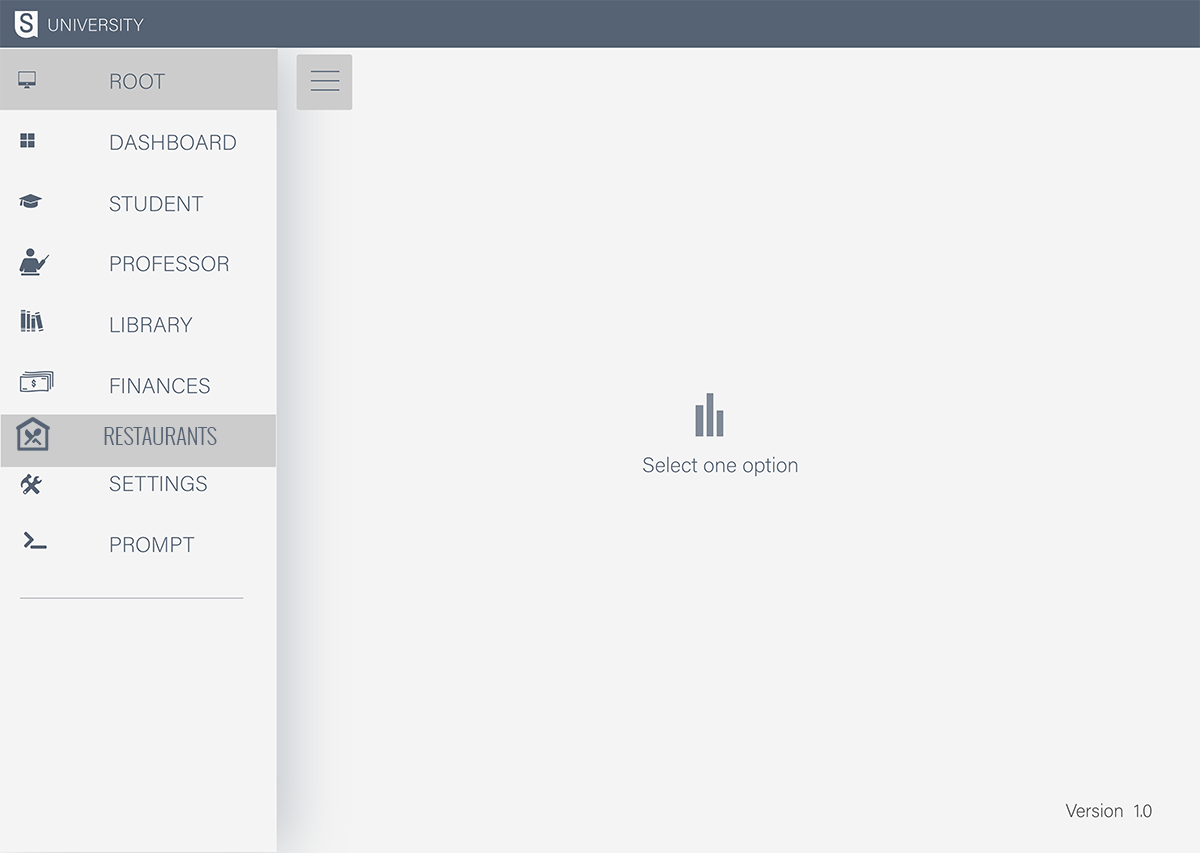 S UNIVERSITY
ROOT
DASHBOARD
STUDENT
PROFESSOR
LIBRARY
FINANCES
RESTAURANTS
SETTINGS
PROMPT
Select one option
Version 1.0